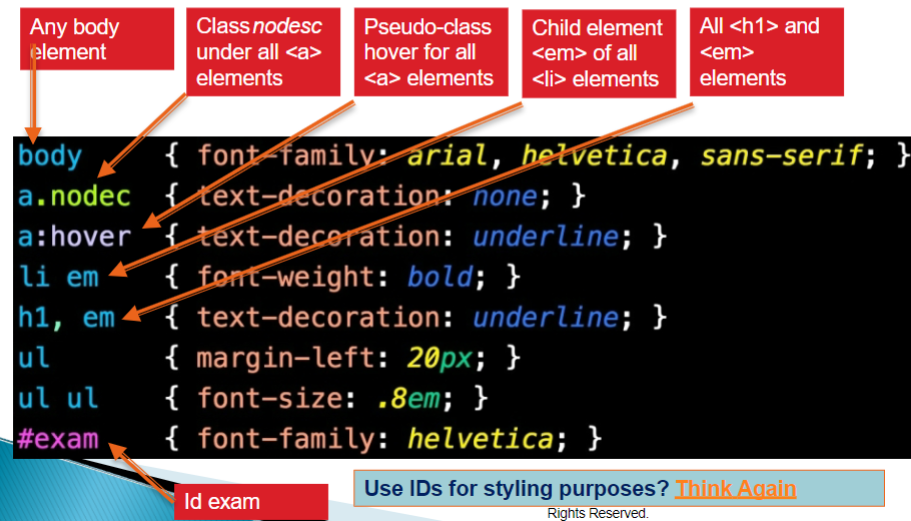 Any body
element
Class nodesc
under all <a>
elements
Pseudo-class
hover for all
<a> elements
Child element
<em> of all
<li> elements
All <h1> and
<em>
elements
body { font-family: arial, helvetica, sans-serif; }
a.nodec { text-decoration: none; }
a:hover { text-decoration: underline; }
li em { font-weight: bold; }
h1, em { text-decoration: underline; }
ul { margin-left: 20px; }
ul ul { font-size: .8em; }
#exam { font-family: helvetica; }
Id exam
Use IDs for styling purposes? Think Again
Rights Reserved.